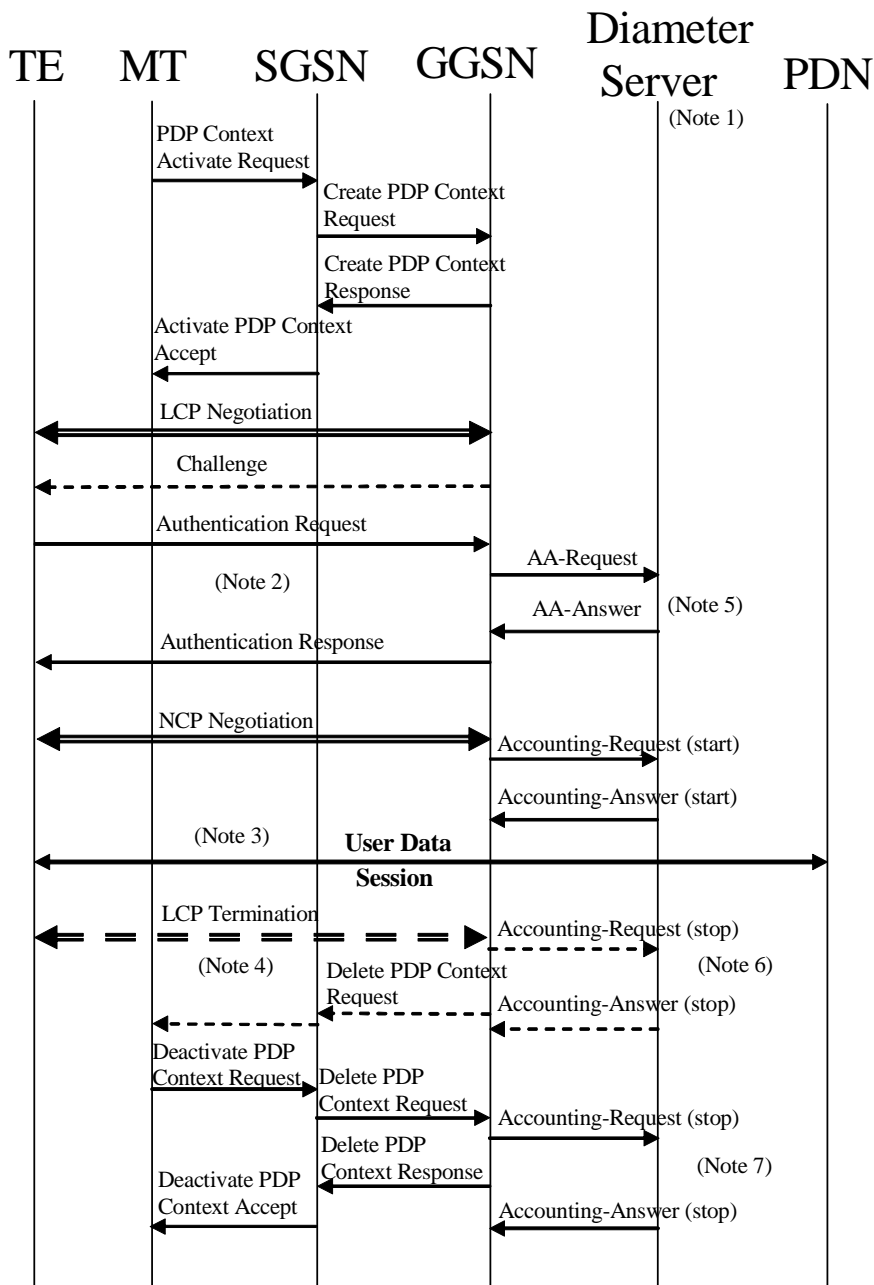 TE
MT
SGSN
GGSN
Diameter
Server
PDN
(Note 1)
PDP Context
Activate Request
Create PDP Context
Request
Create PDP Context
Response
Activate PDP Context
Accept
LCP Negotiation
Challenge
Authentication Request
AA-Request
(Note 2)
AA-Answer
(Note 5)
Authentication Response
NCP Negotiation
Accounting-Request (start)
Accounting-Answer (start)
(Note 3)
User Data
Session
LCP Termination
Accounting-Request (stop)
(Note 4)
Delete PDP Context
Request
(Note 6)
Accounting-Answer (stop)
Deactivate PDP
Context Request
Delete PDP
Context Request
Accounting-Request (stop)
Delete PDP
Context Response
(Note 7)
Deactivate PDP
Context Accept
Accounting-Answer (stop)